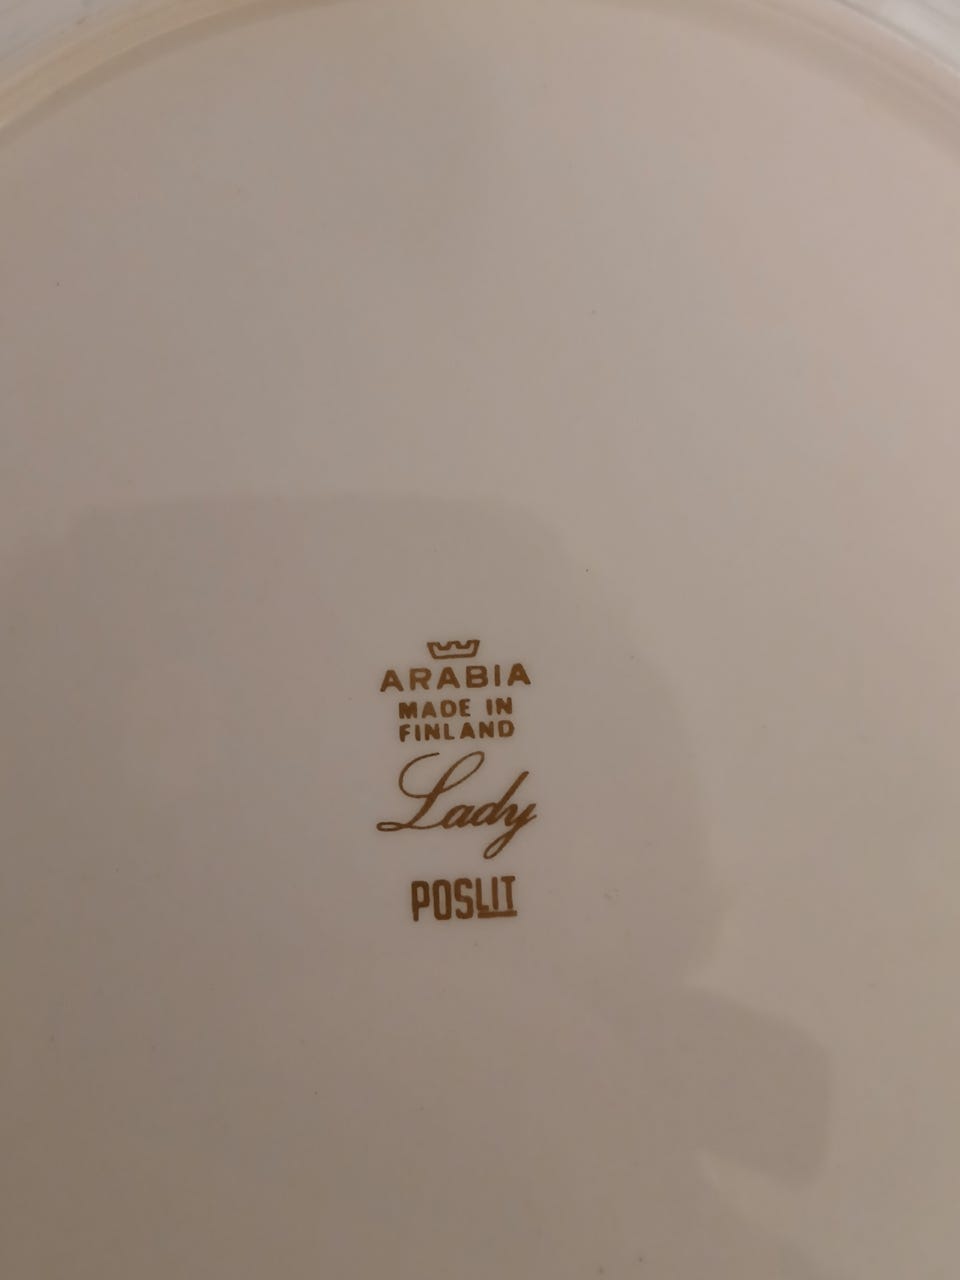 ARABIA
MADE IN
FINLAND
Lady
POSLIT